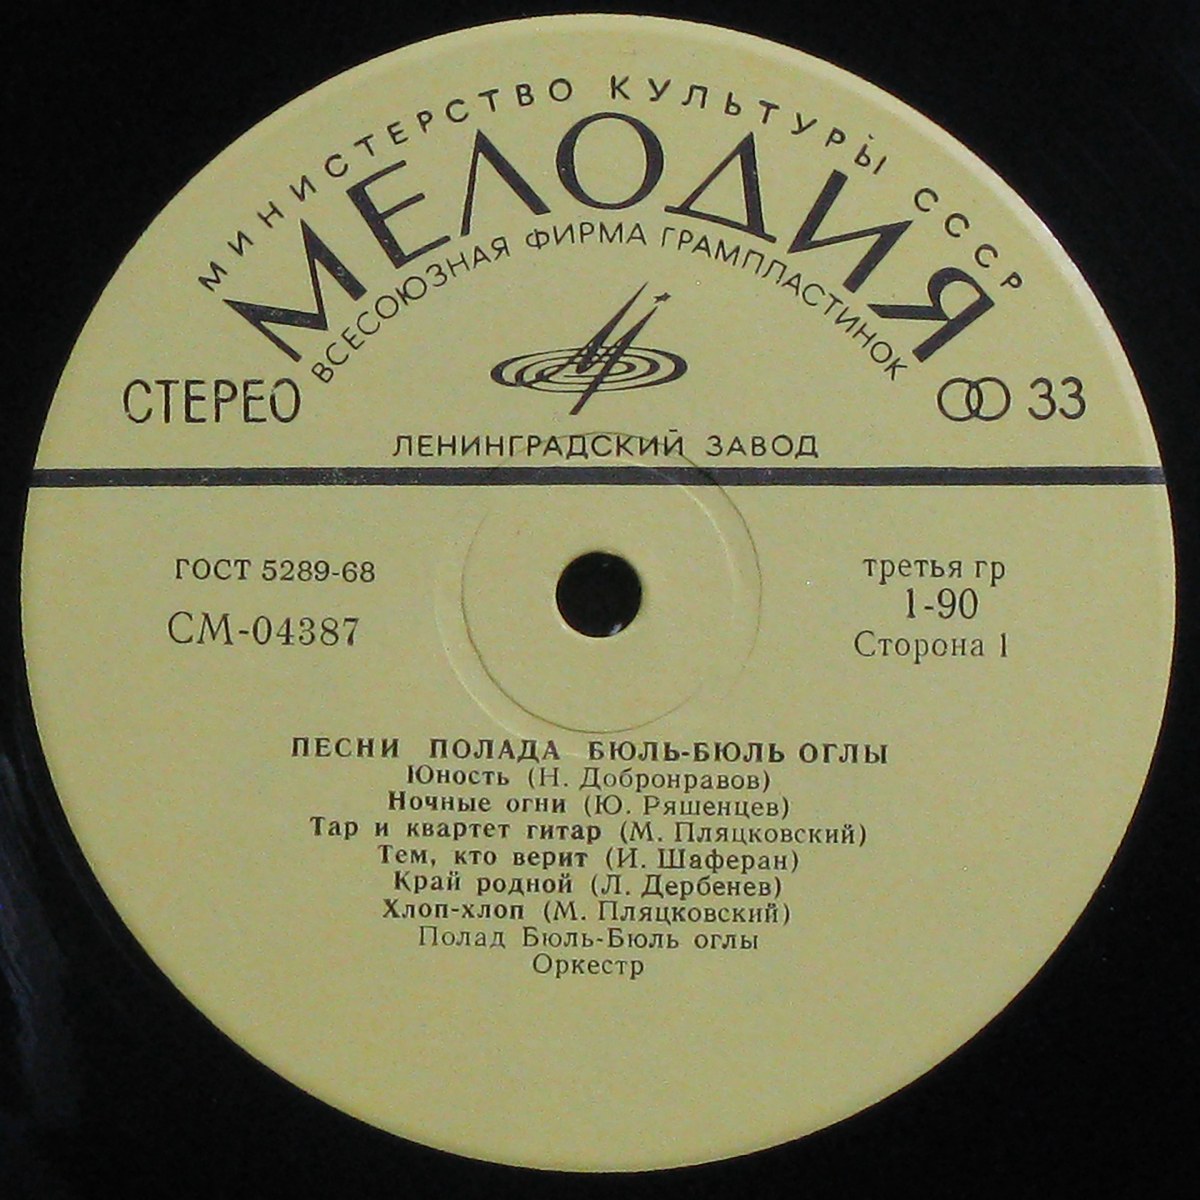 МИНИСТЕРСТВО КУЛЬТУРЫ СССР
МЕЛОДИЯ
ВСЕСОЮЗНАЯ ФИРМА ГРАМПЛАСТИНОК
СТЕРЕО
33
ЛЕНИНГРАДСКИЙ ЗАВОД
ГОСТ 5289-68
СМ-04387
третья гр
1-90
Сторона 1
ПЕСНИ ПОЛАДА БЮЛЬ-БЮЛЬ ОГЛЫ
Юность (Н. Добронравов)
Ночные огни (Ю. Ряшенцев)
Тар и квартет гитар (М. Пляцковский)
Тем, кто верит (И. Шаферан)
Край родной (Л. Дербенев)
Хлоп-хлоп (М. Пляцковский)
Полад Бюль-Бюль оглы
Оркестр